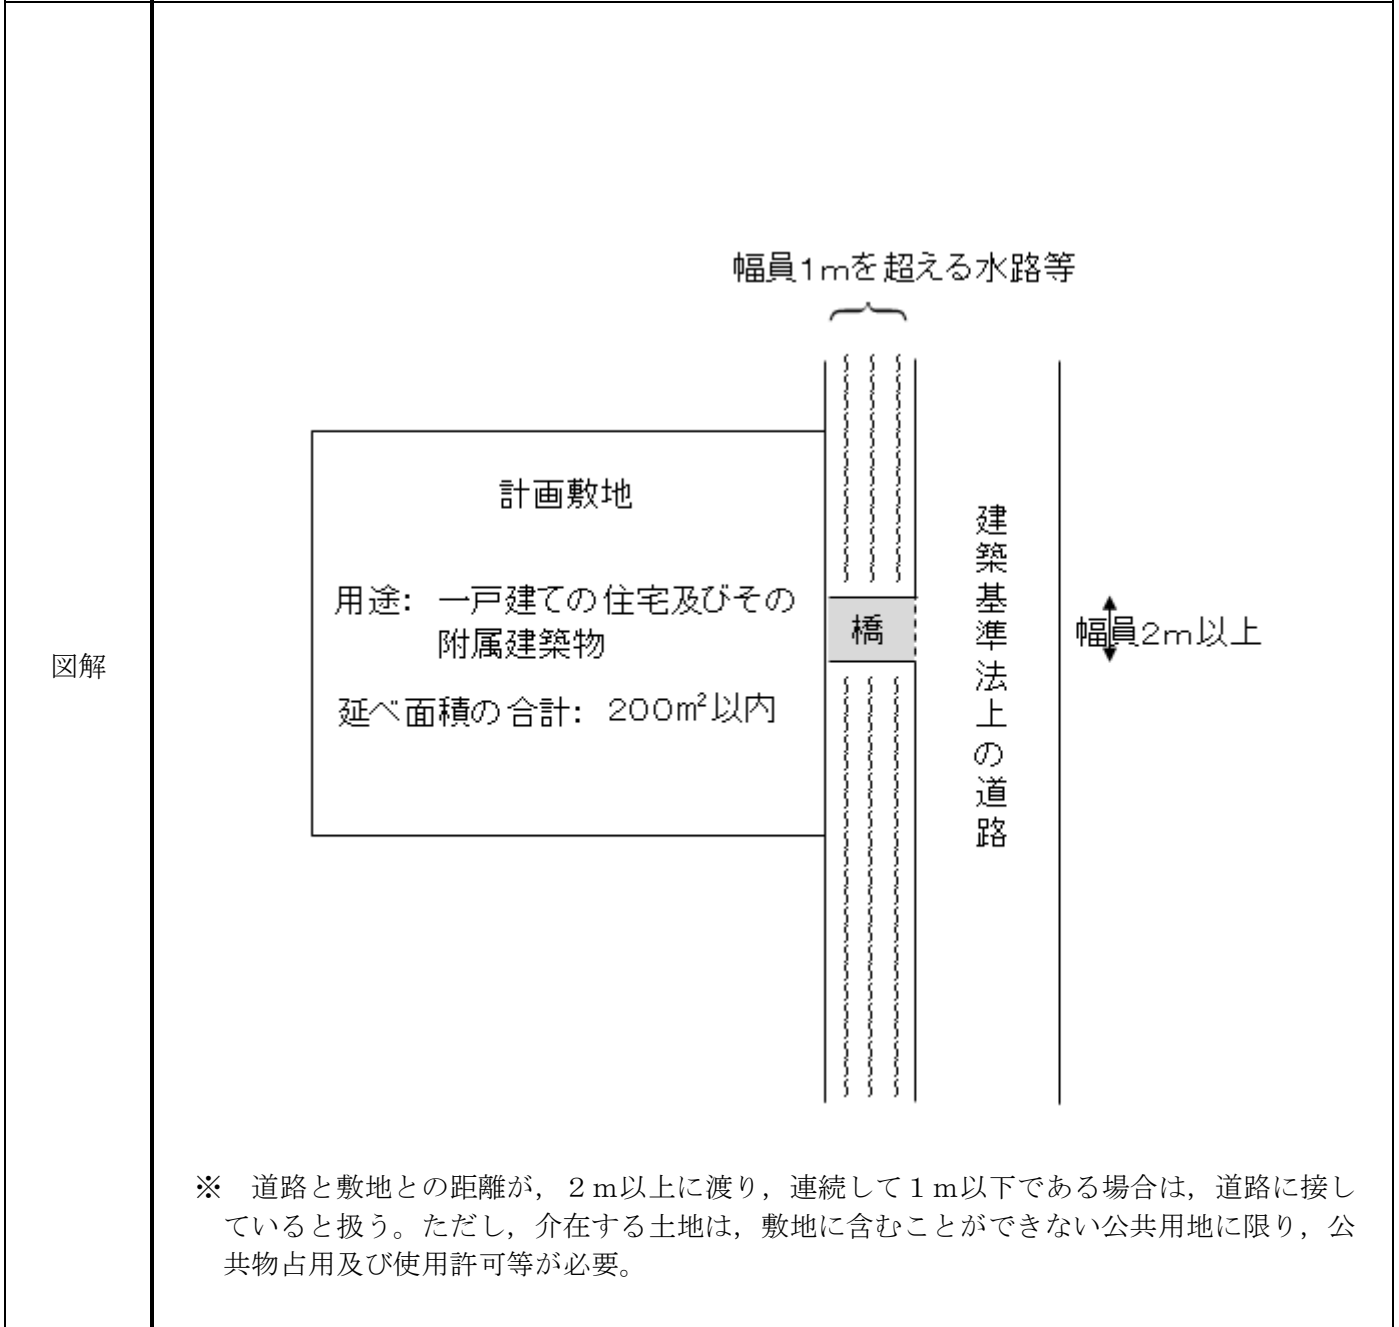 図解
幅員1mを超える水路等
計画敷地
用途： 一戸建ての住宅及びその
附属建築物
延べ面積の合計： 200㎡以内
橋
建築基準法上の道路
幅員2m以上
※　道路と敷地との距離が，２ｍ以上に渡り，連続して１ｍ以下である場合は，道路に接し
ていると扱う。ただし，介在する土地は，敷地に含むことができない公共用地に限り，公
共物占用及び使用許可等が必要。